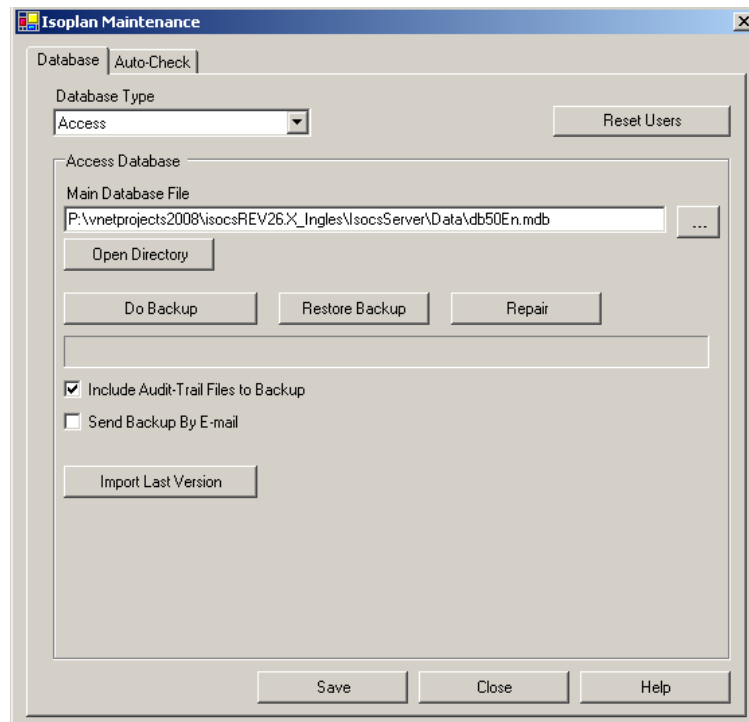 Isoplan Maintenance
Database
Auto-Check
Database Type
Access
Reset Users
Access Database
Main Database File
P:\vnetprojects2008\isocsREV26.X_Ingles\IsocsServer\Data\db50En.mdb
...
Open Directory
Do Backup
Restore Backup
Repair
Include Audit-Trail Files to Backup
Send Backup By E-mail
Import Last Version
Save
Close
Help